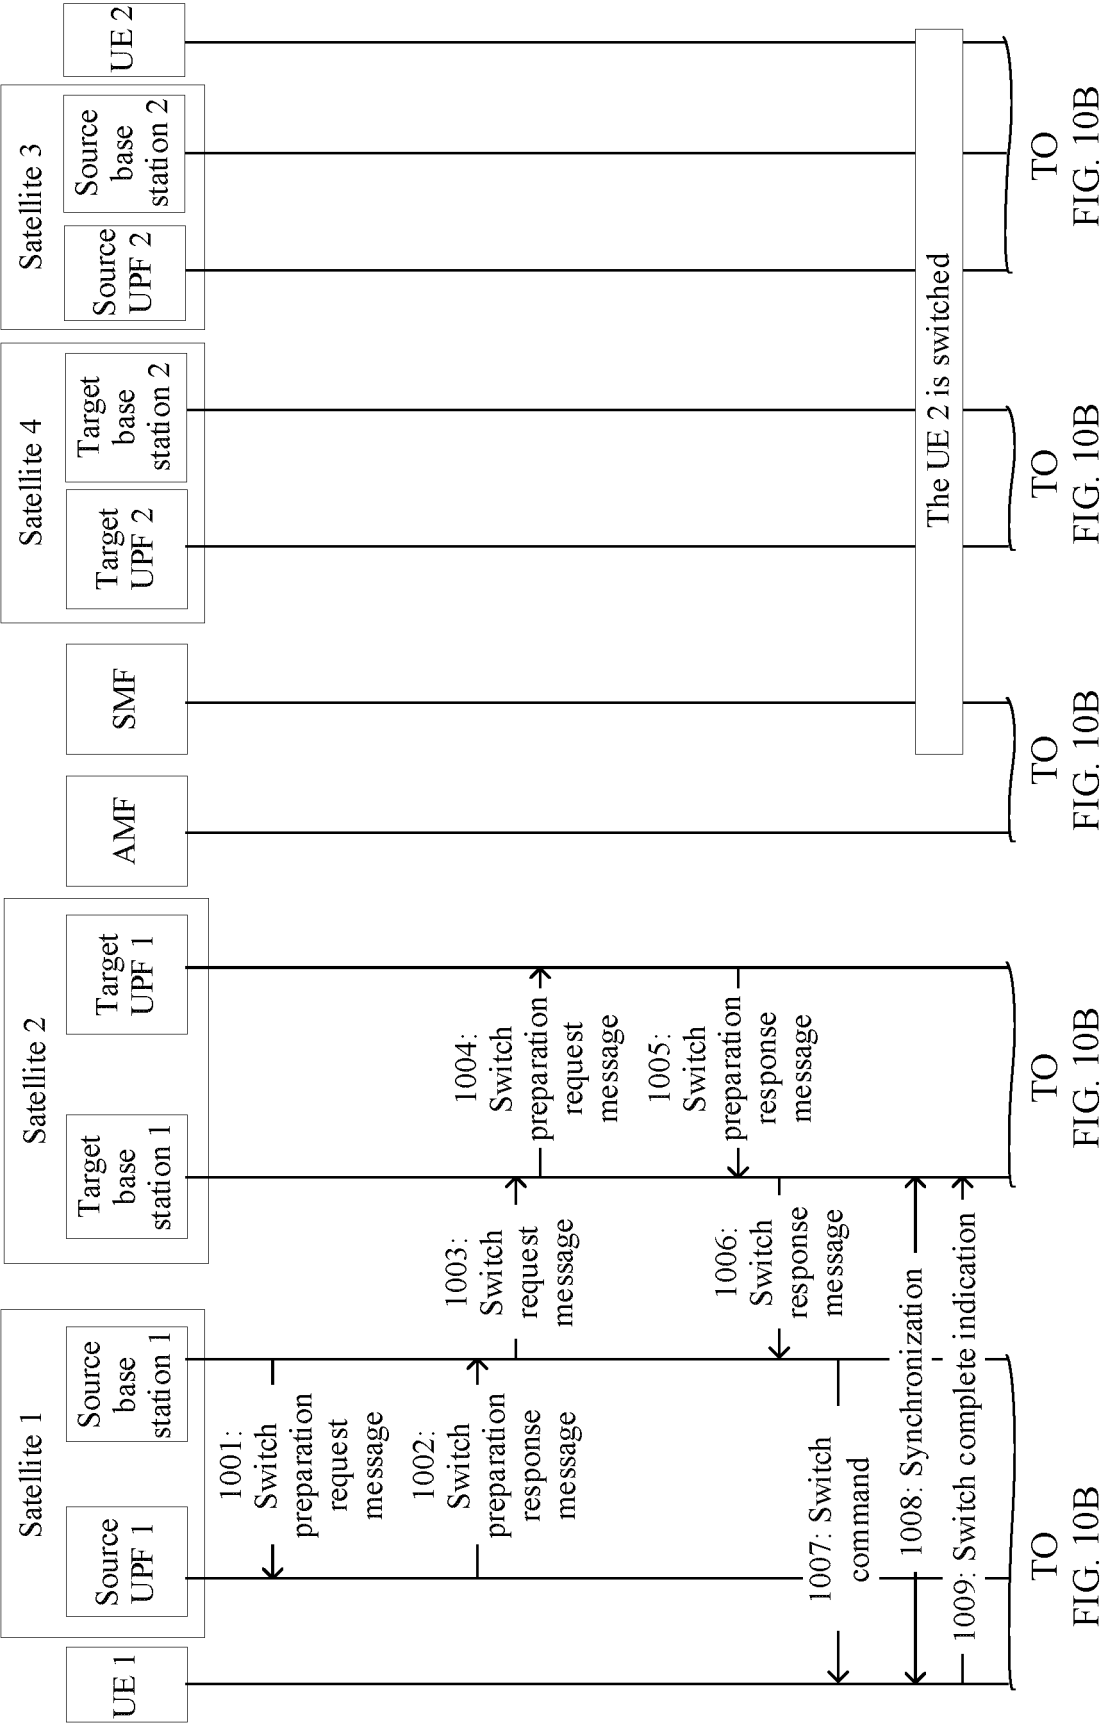 Satellite 1
Satellite 2
Satellite 4
Satellite 3
UE 1
Source
UPF 1
Source
base
station 1
Target
base
station 1
Target
UPF 1
AMF
SMF
Target
UPF 2
Target
base
station 2
Source
UPF 2
Source
base
station 2
UE 2
1001:
Switch
preparation
request
message
1002:
Switch
preparation
response
message
1003:
Switch
request
message
1004:
Switch
preparation
request
message
1005:
Switch
preparation
response
message
1006:
Switch
response
message
1007: Switch
command
1008: Synchronization
The UE 2 is switched
1009: Switch complete indication
TO
FIG. 10B
TO
FIG. 10B
TO
FIG. 10B
TO
FIG. 10B
TO
FIG. 10B